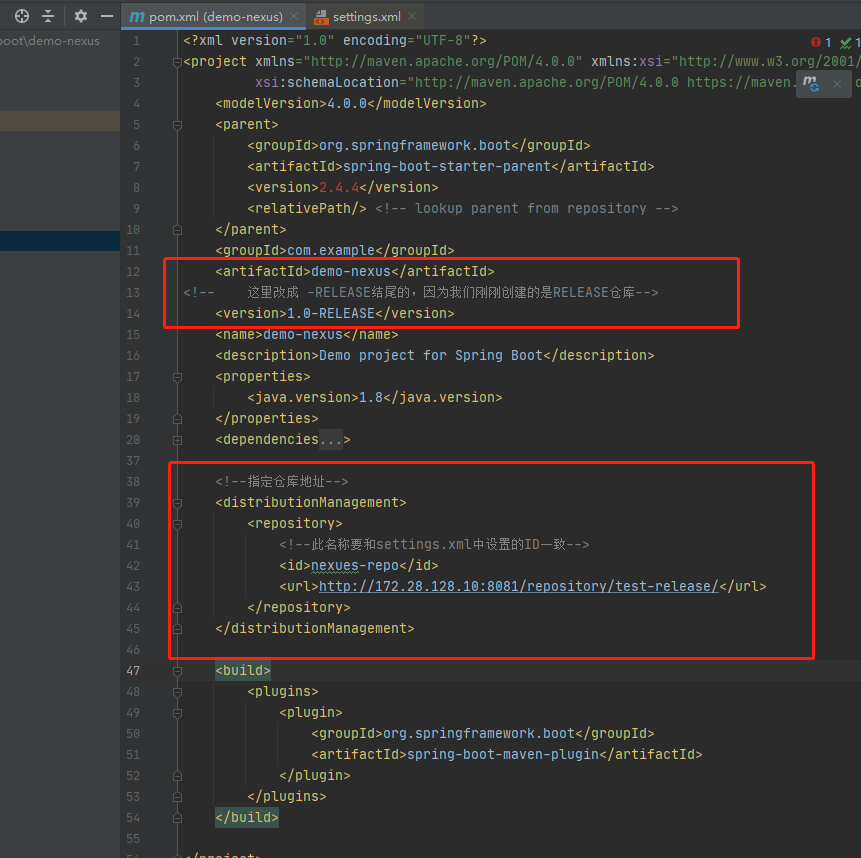 pom.xml (demo-nexus)
settings.xml
boot\demo-nexus
1 <?xml version="1.0" encoding="UTF-8"?>
1 1
2 <project xmlns="http://maven.apache.org/POM/4.0.0" xmlns:xsi="http://www.w3.org/2001/
3 xsi:schemaLocation="http://maven.apache.org/POM/4.0.0 https://maven.
4 <modelVersion>4.0.0</modelVersion>
5 <parent>
6 <groupId>org.springframework.boot</groupId>
7 <artifactId>spring-boot-starter-parent</artifactId>
8 <version>2.4.4</version>
9 <relativePath/> <!-- lookup parent from repository -->
10 </parent>
11 <groupId>com.example</groupId>
12 <artifactId>demo-nexus</artifactId>
13 <!-- 这里改成 -RELEASE结尾的，因为我们刚刚创建的是RELEASE仓库-->
14 <version>1.0-RELEASE</version>
15 <name>demo-nexus</name>
16 <description>Demo project for Spring Boot</description>
17 <properties>
18 <java.version>1.8</java.version>
19 </properties>
20 <dependencies...>
37
38 <!--指定仓库地址-->
39 <distributionManagement>
40 <repository>
41 <!--此名称要和settings.xml中设置的ID一致-->
42 <id>nexues-repo</id>
43 <url>http://172.28.128.10:8081/repository/test-release/</url>
44 </repository>
45 </distributionManagement>
46
47 <build>
48 <plugins>
49 <plugin>
50 <groupId>org.springframework.boot</groupId>
51 <artifactId>spring-boot-maven-plugin</artifactId>
52 </plugin>
53 </plugins>
54 </build>
55
56 </project>